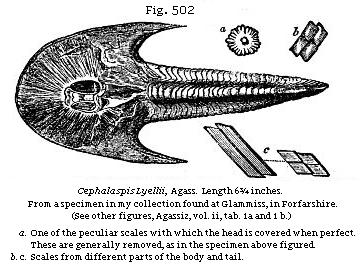 Fig. 502
a
b
c
Cephalaspis Lyellii, Agass. Length 6¾ inches.
From a specimen in my collection found at Glammiss, in Forfarshire.
(See other figures, Agassiz, vol. ii, tab. 1a and 1 b.)
a. One of the peculiar scales with which the head is covered when perfect.
These are generally removed, as in the specimen above figured.
b. c. Scales from different parts of the body and tail.